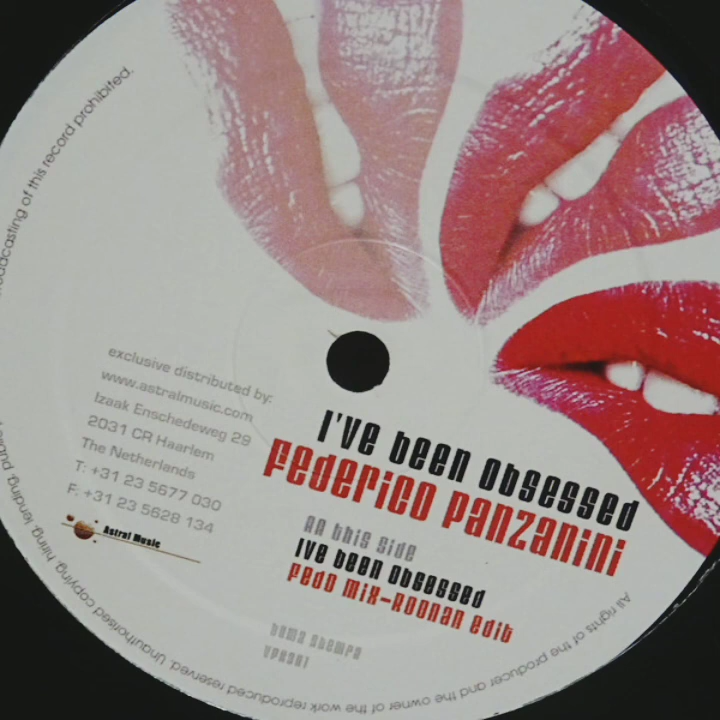 exclusive distributed by:
www.astralmusic.com
Izaak Enschedeweg 29
2031 CR Haarlem
The Netherlands
T: +31 23 5677 030
F: +31 23 5628 134
Astral Music
I've been obsessed
Federico Panzanini
AA this side
I've been obsessed
Fedo Mix-Roonan edit
All rights of the producer and the owner of the work reproduced reserved. Unauthorised copying, hiring, lending, public
of this record prohibited.